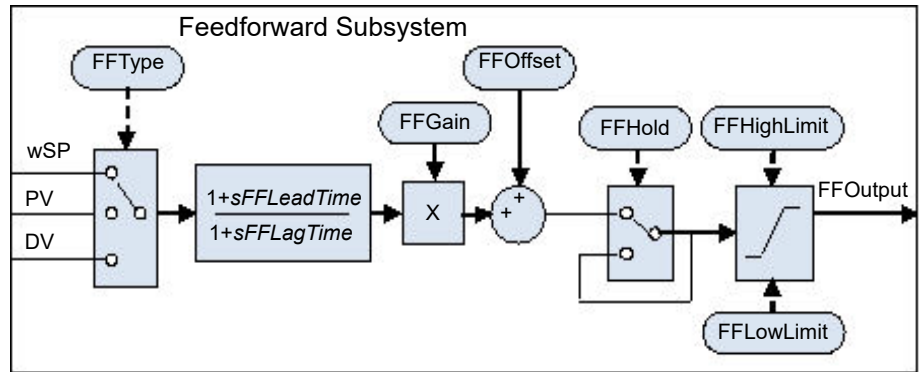 Feedforward Subsystem
FFType
FFOffset
FFGain
FFHold
FFHighLimit
wSP
PV
DV
1+sFFLeadTime
1+sFFLagTime
X
+
+
FFOutput
FFLowLimit